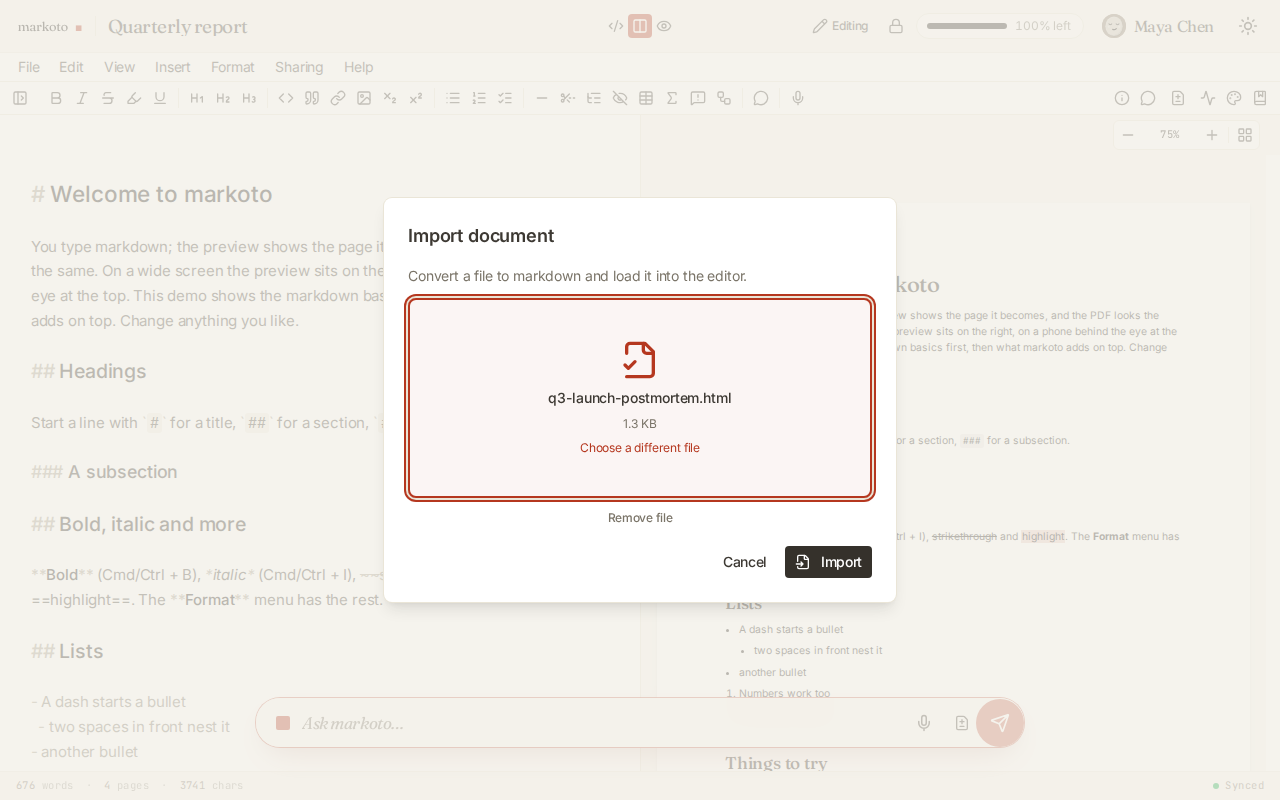 markoto
Quarterly report
Editing
100% left
Maya Chen
File Edit View Insert Format Sharing Help
H1 H2 H3
75%
# Welcome to markoto
You type markdown; the preview shows the page it
the same. On a wide screen the preview sits on the
eye at the top. This demo shows the markdown bas
adds on top. Change anything you like.
## Headings
Start a line with `#` for a title, `##` for a section, `
### A subsection
## Bold, italic and more
**Bold** (Cmd/Ctrl + B), *italic* (Cmd/Ctrl + I), ~~s
==highlight==. The **Format** menu has the rest.
## Lists
- A dash starts a bullet
- two spaces in front nest it
- another bullet
Import document
Convert a file to markdown and load it into the editor.
q3-launch-postmortem.html
1.3 KB
Choose a different file
Remove file
Cancel
Import
koto
w shows the page it becomes, and the PDF looks the
review sits on the right, on a phone behind the eye at the
wn basics first, then what markoto adds on top. Change
or a section, ### for a subsection.
trl + I), strikethrough and highlight. The Format menu has
Lists
• A dash starts a bullet
• two spaces in front nest it
• another bullet
1. Numbers work too
Things to try
Ask markoto...
676 words · 4 pages · 3741 chars
Synced